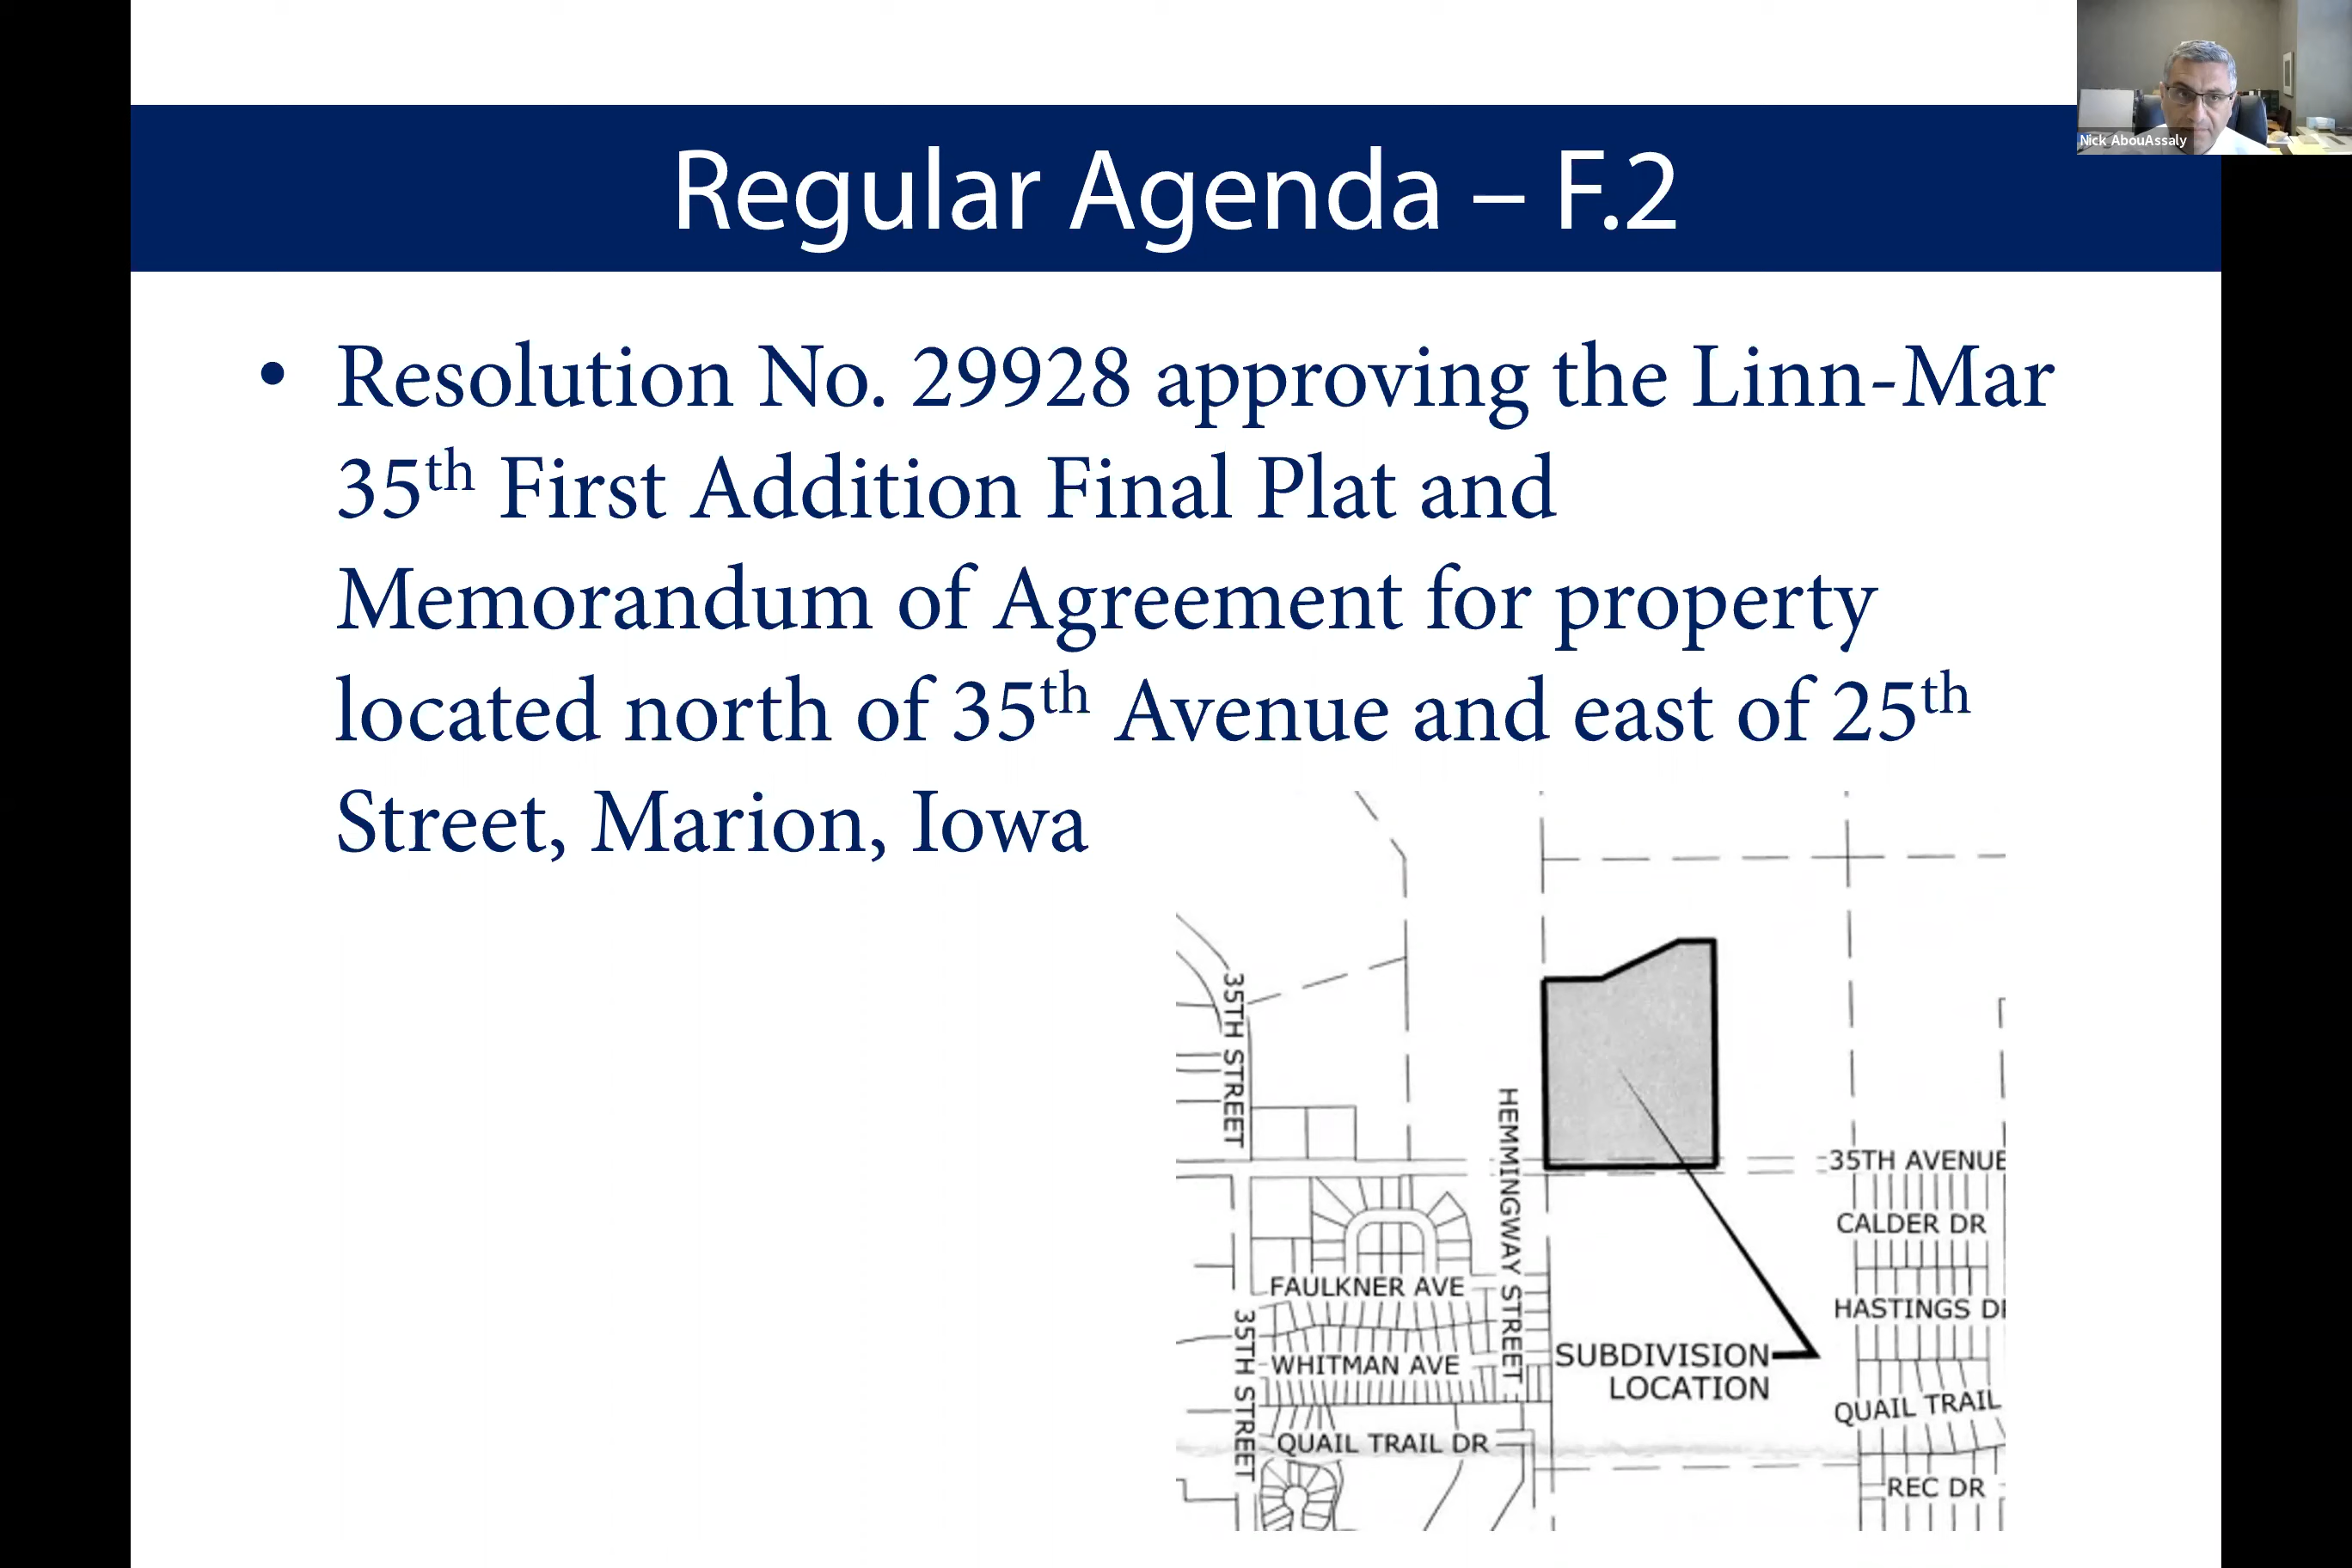 Nick AbouAssaly
Regular Agenda – F.2
• Resolution No. 29928 approving the Linn-Mar
35th First Addition Final Plat and
Memorandum of Agreement for property
located north of 35th Avenue and east of 25th
Street, Marion, Iowa
35TH STREET
HEMMINGWAY STREET
35TH AVENUE
CALDER DR
FAULKNER AVE
HASTINGS DR
35TH STREET
WHITMAN AVE
SUBDIVISION
LOCATION
QUAIL TRAIL
QUAIL TRAIL DR
REC DR